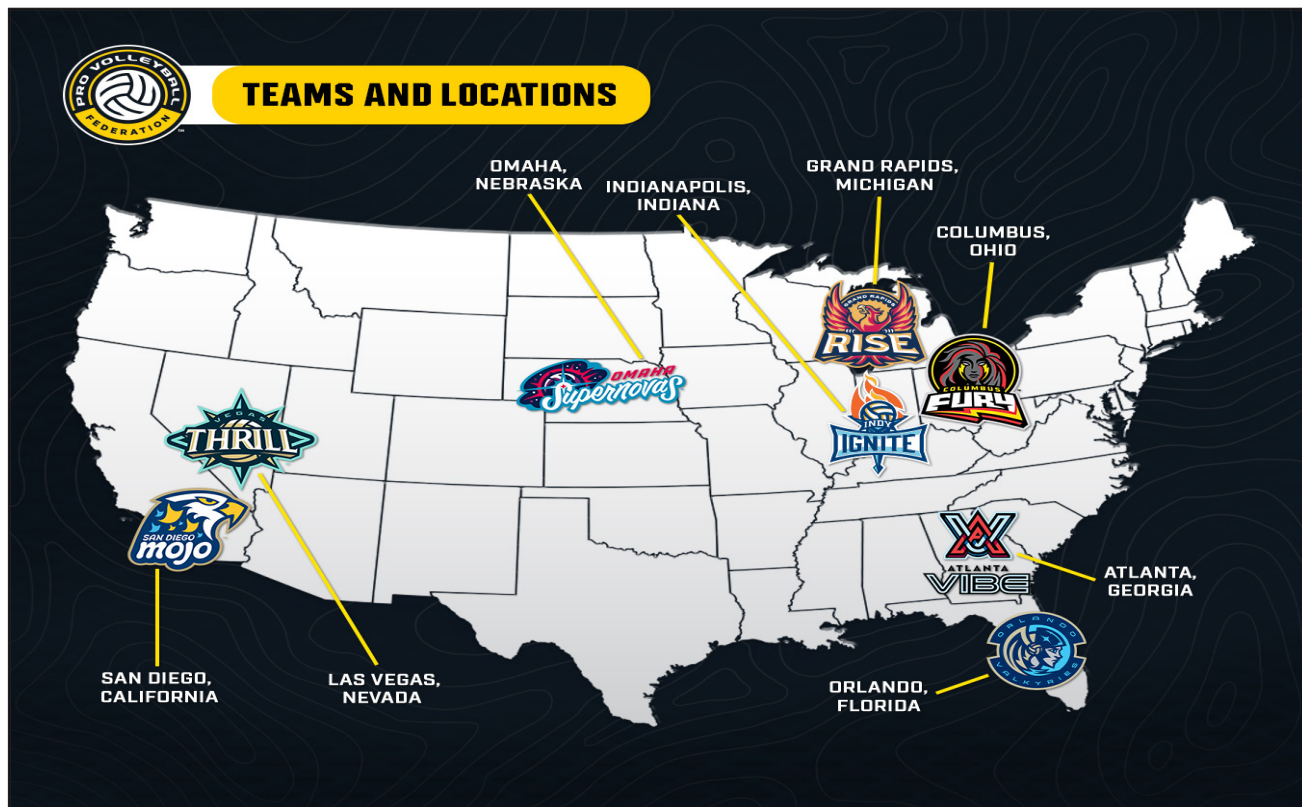 PRO VOLLEYBALL
FEDERATION
TM
TEAMS AND LOCATIONS
OMAHA,
NEBRASKA
INDIANAPOLIS,
INDIANA
GRAND RAPIDS,
MICHIGAN
COLUMBUS,
OHIO
GRAND RAPIDS
RISE
OMAHA
Supernovas
COLUMBUS
FURY
VEGAS
THRILL
INDY
IGNITE
SAN DIEGO
mojo
ATLANTA
VIBE
ATLANTA,
GEORGIA
ORLANDO
VALKYRIES
SAN DIEGO,
CALIFORNIA
LAS VEGAS,
NEVADA
ORLANDO,
FLORIDA